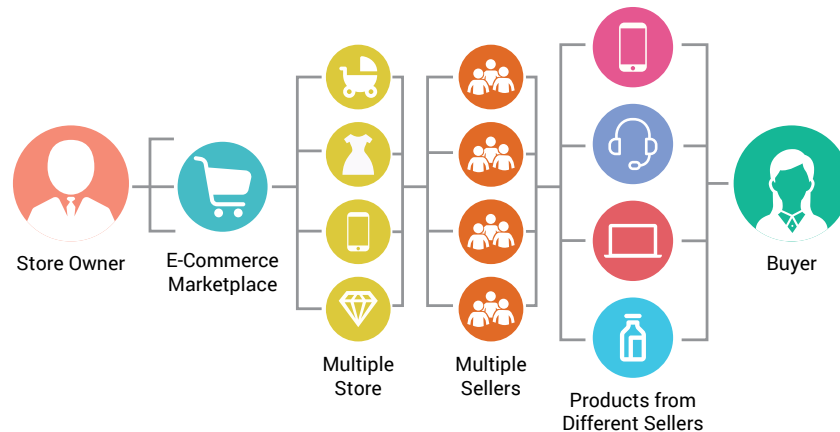 Store Owner
E-Commerce
Marketplace
Multiple
Store
Multiple
Sellers
Products from
Different Sellers
Buyer